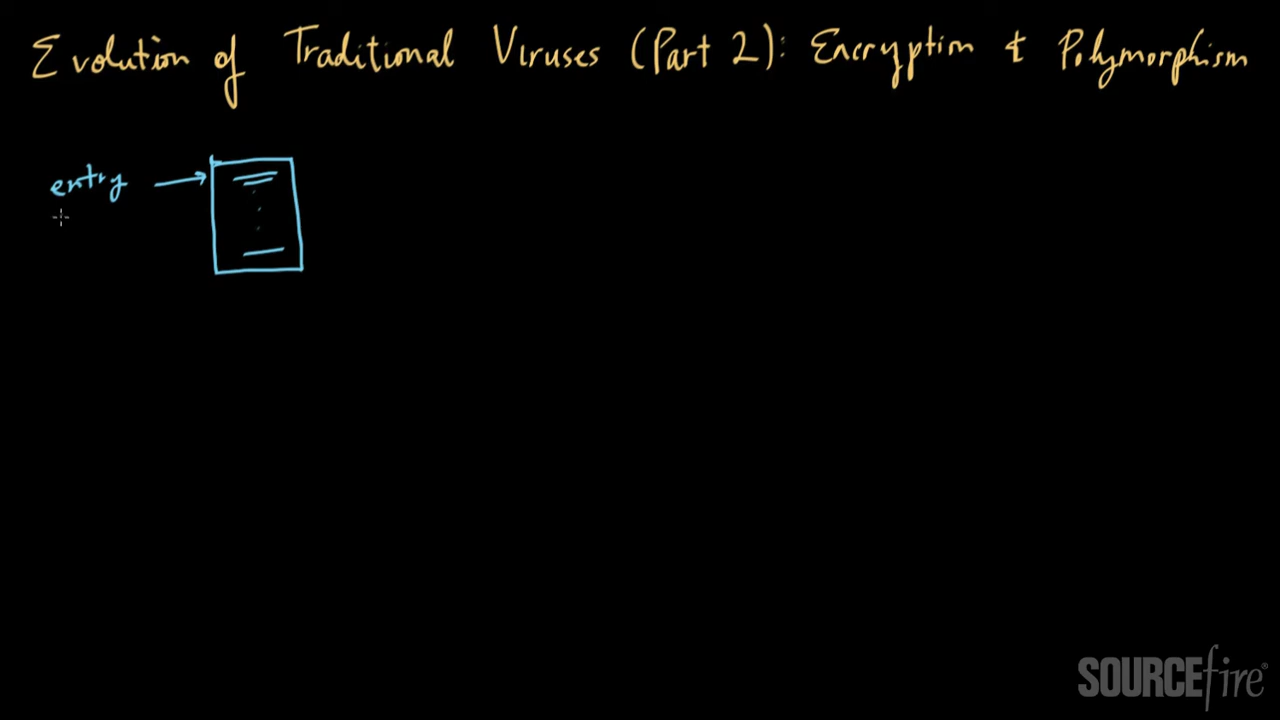 Evolution of Traditional Viruses (Part 2): Encryption & Polymorphism
entry
SOURCEfire®